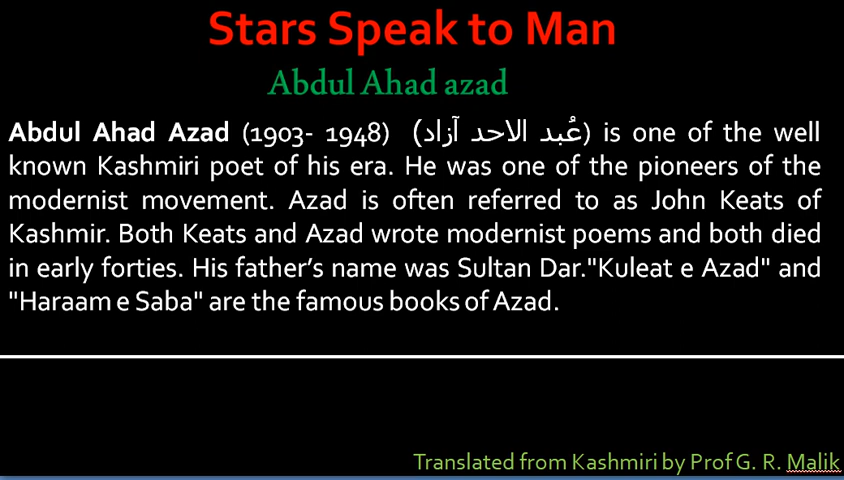 Stars Speak to Man
Abdul Ahad azad
Abdul Ahad Azad (1903- 1948) (عُبد الاحد آزاد) is one of the well
known Kashmiri poet of his era. He was one of the pioneers of the
modernist movement. Azad is often referred to as John Keats of
Kashmir. Both Keats and Azad wrote modernist poems and both died
in early forties. His father's name was Sultan Dar."Kuleat e Azad" and
"Haraam e Saba" are the famous books of Azad.
Translated from Kashmiri by Prof G. R. Malik